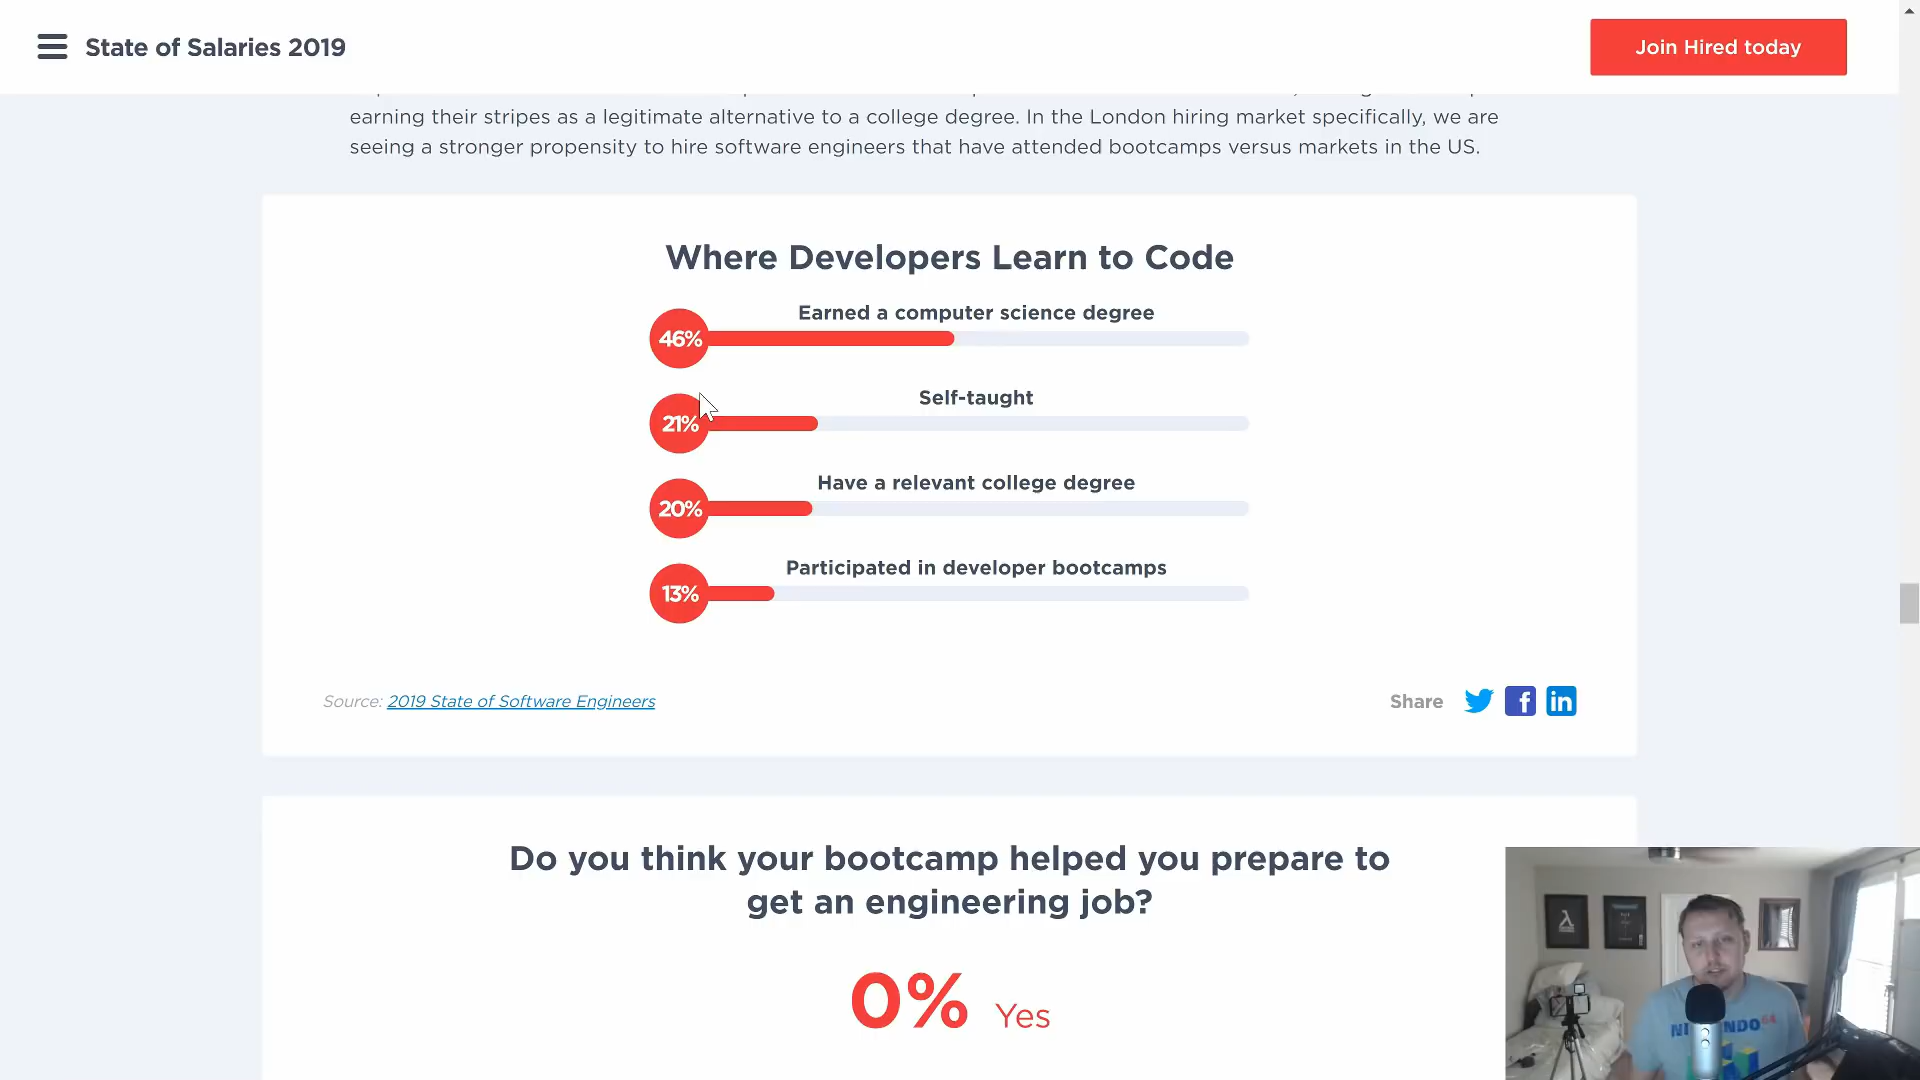 State of Salaries 2019
Join Hired today
earning their stripes as a legitimate alternative to a college degree. In the London hiring market specifically, we are
seeing a stronger propensity to hire software engineers that have attended bootcamps versus markets in the US.
Where Developers Learn to Code
Earned a computer science degree
46%
Self-taught
21%
Have a relevant college degree
20%
Participated in developer bootcamps
13%
Source: 2019 State of Software Engineers
Share
Do you think your bootcamp helped you prepare to
get an engineering job?
0% Yes